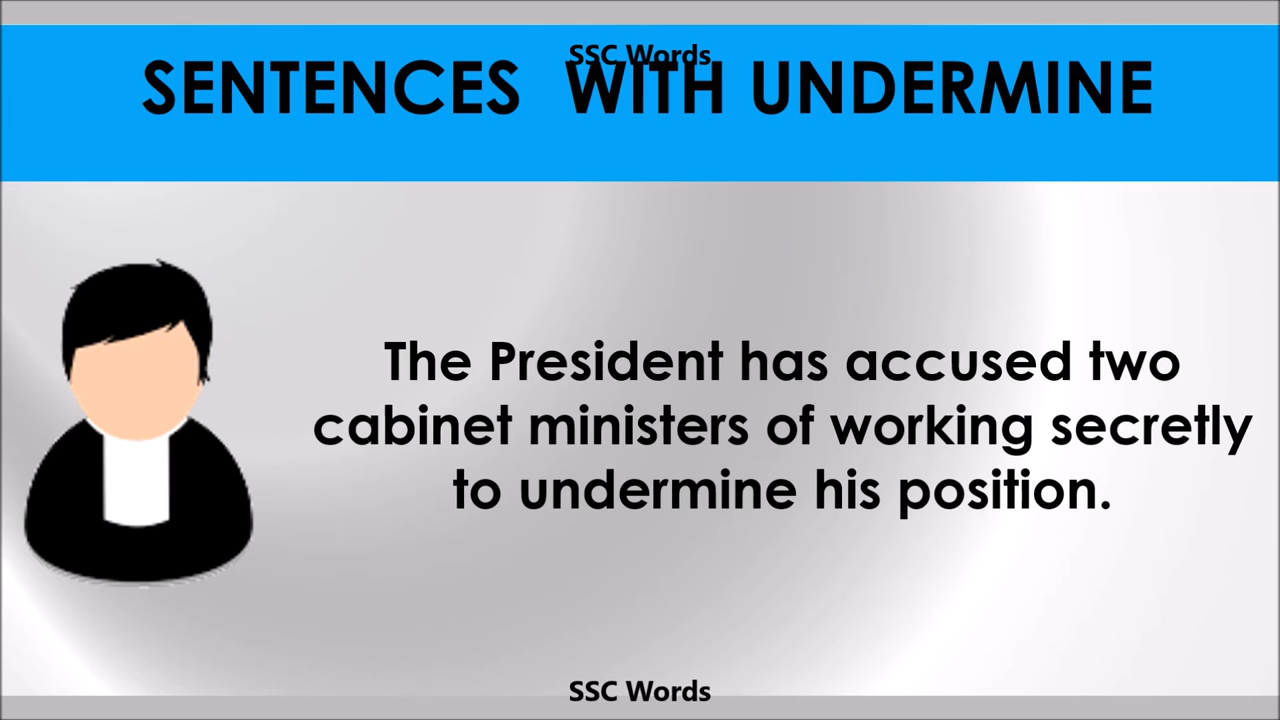 SSC Words
SENTENCES WITH UNDERMINE
The President has accused two
cabinet ministers of working secretly
to undermine his position.
SSC Words